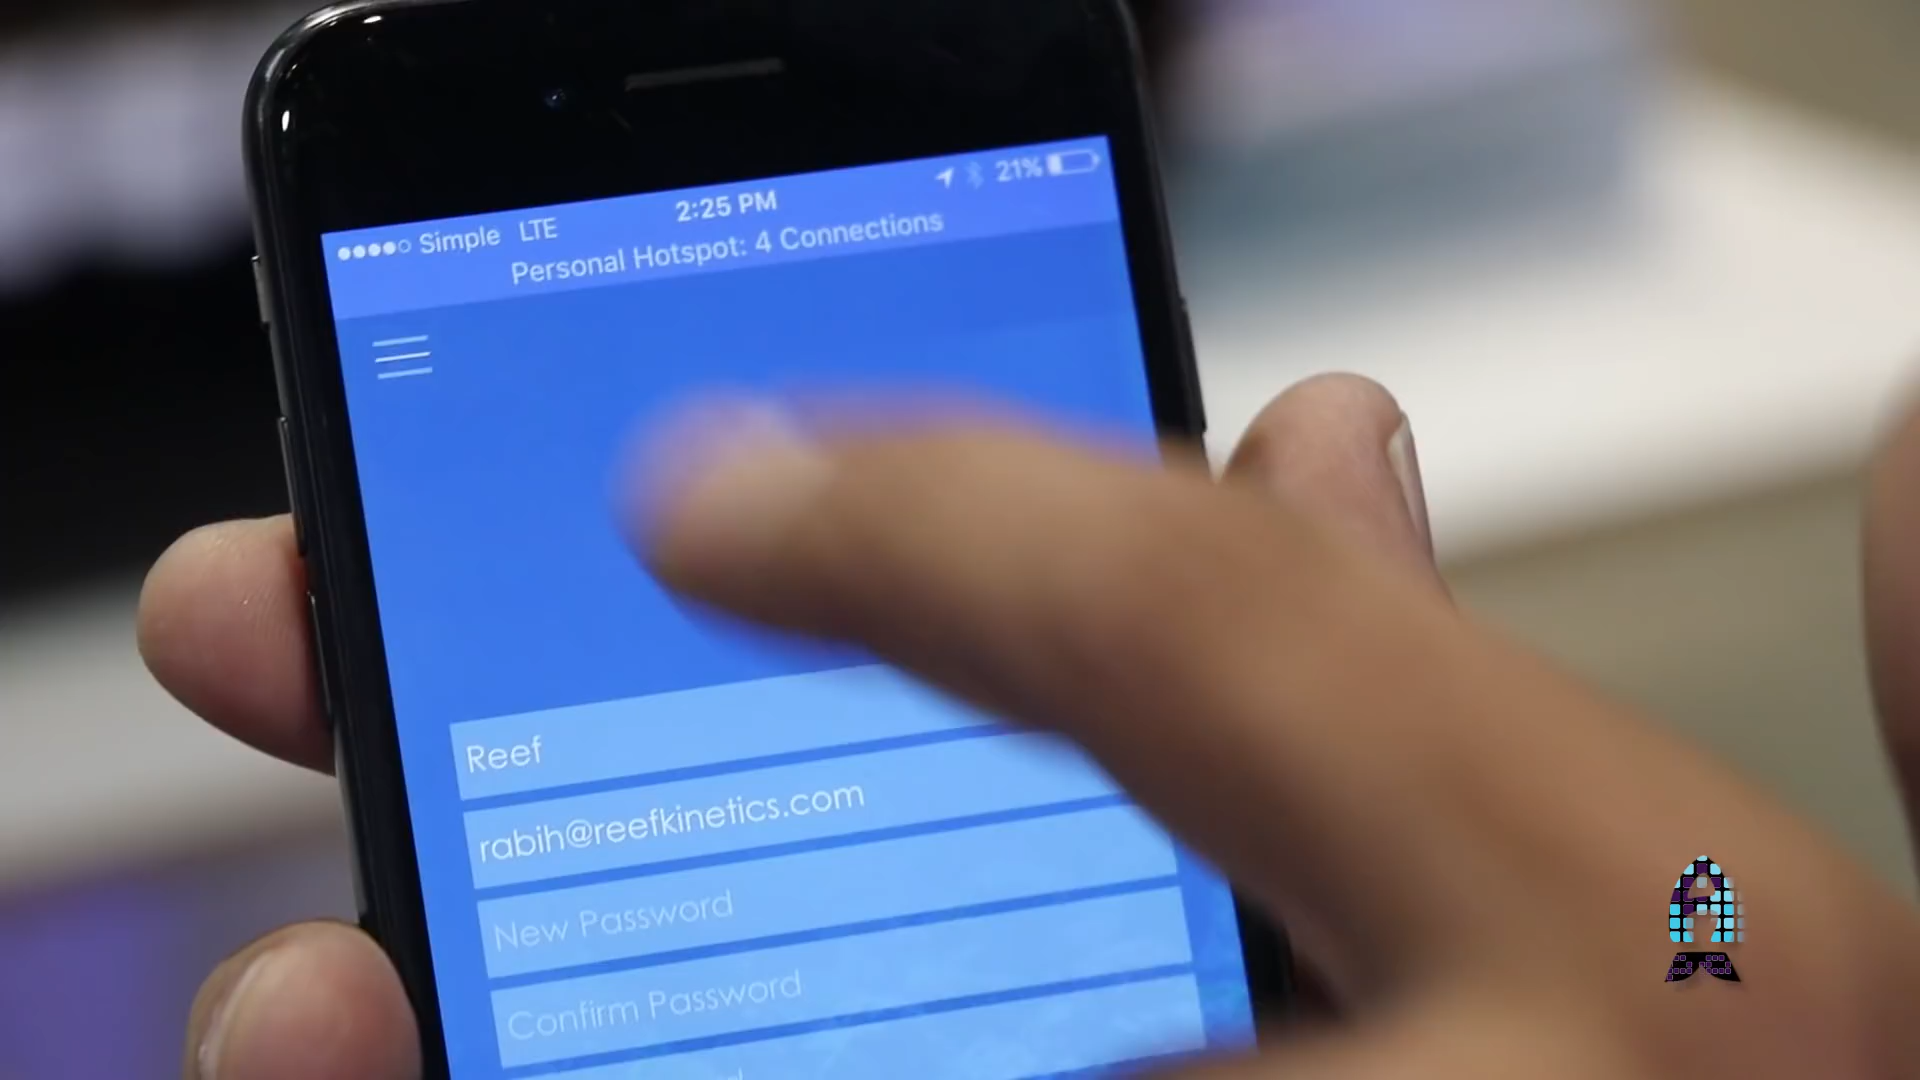 Simple LTE 2:25 PM 21%
Personal Hotspot: 4 Connections
Reef
rabih@reefkinetics.com
New Password
Confirm Password